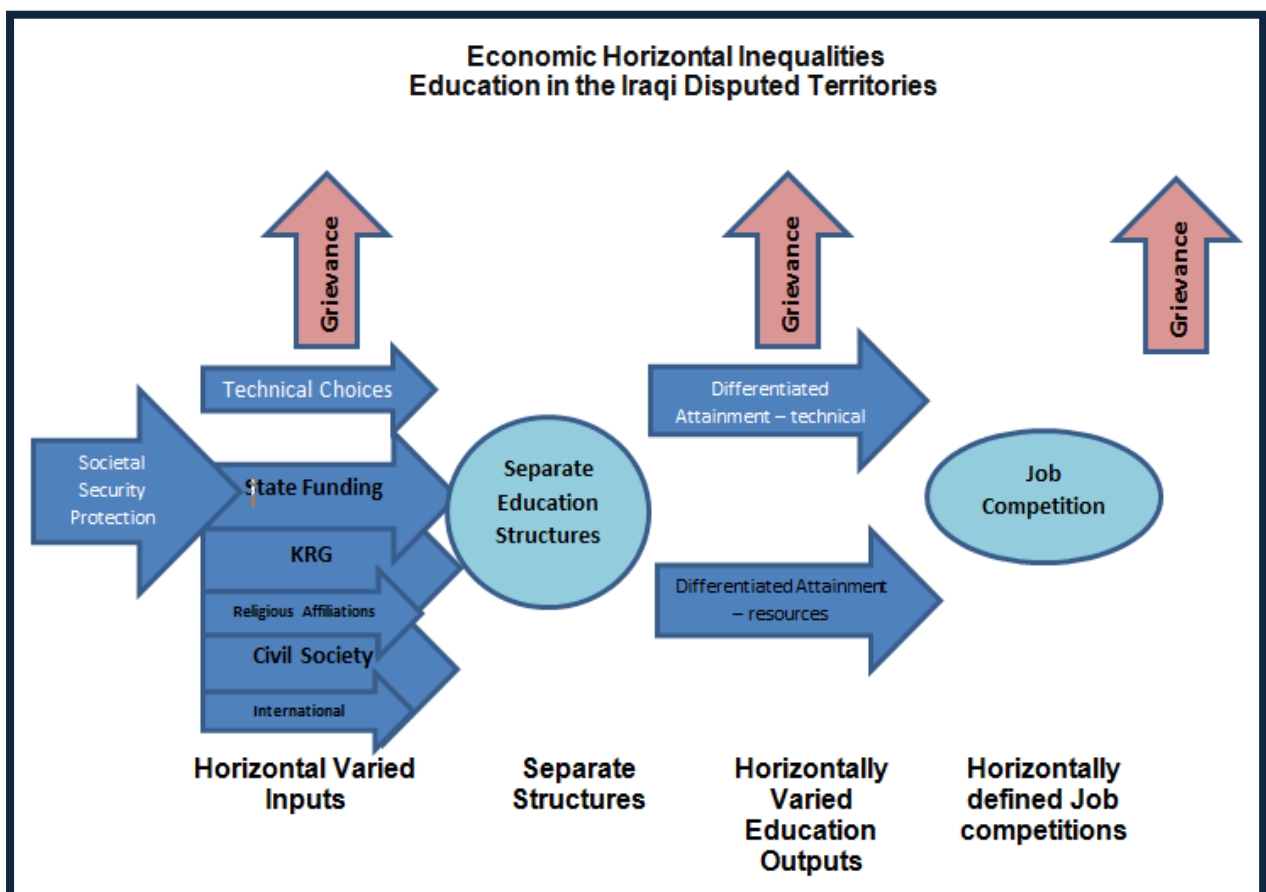 Economic Horizontal Inequalities
Education in the Iraqi Disputed Territories
Grievance
Grievance
Grievance
Technical Choices
Societal
Security
Protection
State Funding
KRG
Religious Affiliations
Civil Society
International
Separate
Education
Structures
Differentiated
Attainment – technical
Differentiated Attainment
– resources
Job
Competition
Horizontal Varied
Inputs
Separate
Structures
Horizontally
Varied
Education
Outputs
Horizontally
defined Job
competitions